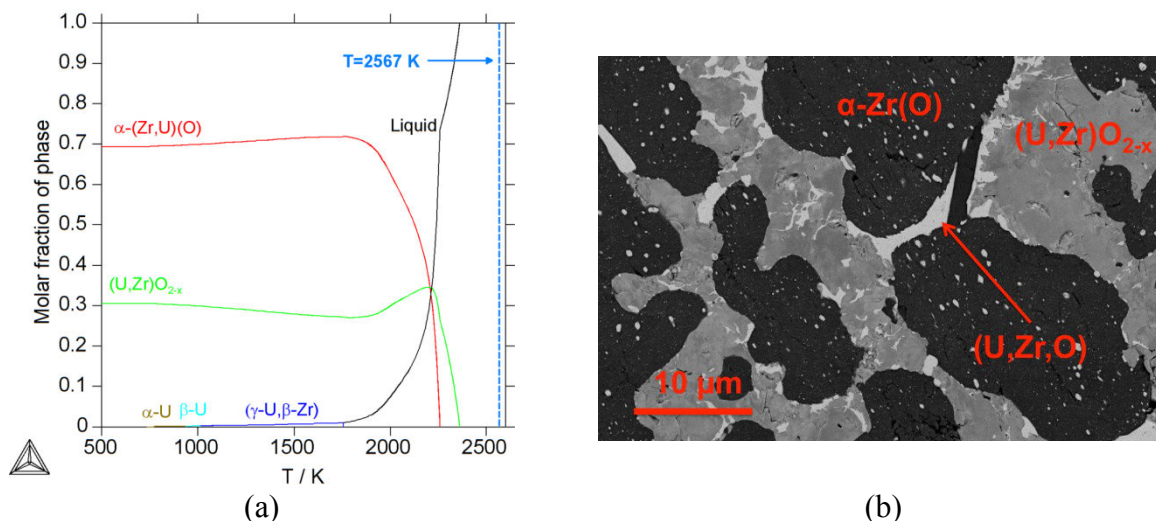 1.0
0.9
0.8
0.7
0.6
0.5
0.4
0.3
0.2
0.1
0
Molar fraction of phase
T=2567 K
α-(Zr,U)(O)
Liquid
(U,Zr)O2-x
α-U β-U (γ-U,β-Zr)
500 1000 1500 2000 2500
T / K
(a)
α-Zr(O)
(U,Zr)O2-x
(U,Zr,O)
10 μm
(b)